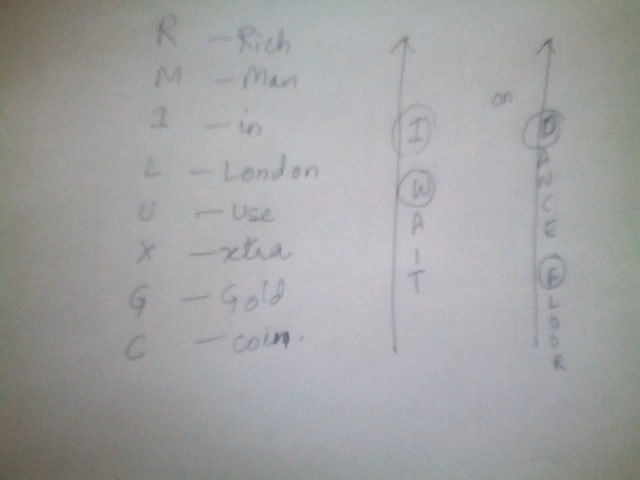 R – Rich
M – Man
I – in
L – London
U – Use
X – xtra
G – Gold
C – coin.
I
W
A
I
T
on
D
A
N
C
E
F
L
O
O
R